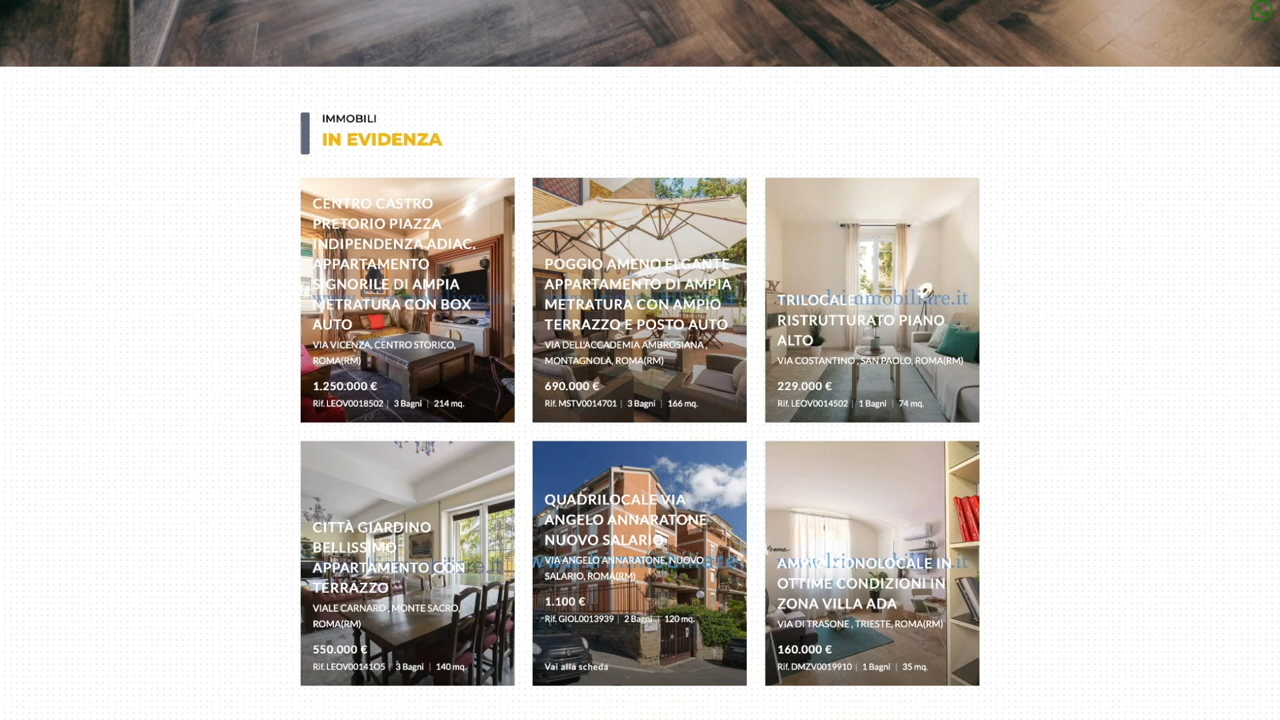 IMMOBILI
IN EVIDENZA
CENTRO CASTRO
PRETORIO PIAZZA
INDIPENDENZA ADIAC.
APPARTAMENTO
SIGNORILE DI AMPIA
METRATURA CON BOX
AUTO
VIA VICENZA, CENTRO STORICO,
ROMA(RM)
1.250.000 €
Rif. LEOV0018502 | 3 Bagni | 214 mq.
POGGIO AMENO ELGANTE
APPARTAMENTO DI AMPIA
METRATURA CON AMPIO
TERRAZZO E POSTO AUTO
VIA DELL'ACCADEMIA AMBROSIANA ,
MONTAGNOLA, ROMA(RM)
690.000 €
Rif. MSTV0014701 | 3 Bagni | 166 mq.
TRILOCALE
RISTRUTTURATO PIANO
ALTO
VIA COSTANTINO , SAN PAOLO, ROMA(RM)
229.000 €
Rif. LEOV0014502 | 1 Bagni | 74 mq.
CITTÀ GIARDINO
BELLISSIMO
APPARTAMENTO CON
TERRAZZO
VIALE CARNARO , MONTE SACRO,
ROMA(RM)
550.000 €
Rif. LEOV00141O5 | 3 Bagni | 140 mq.
QUADRILOCALE VIA
ANGELO ANNARATONE
NUOVO SALARIO
VIA ANGELO ANNARATONE, NUOVO
SALARIO, ROMA(RM)
1.100 €
Rif. GIOL0013939 | 2 Bagni | 120 mq.
Vai alla scheda
IN
OTTIME CONDIZIONI IN
ZONA VILLA ADA
VIA DI TRASONE , TRIESTE, ROMA(RM)
160.000 €
Rif. DMZV0019910 | 1 Bagni | 35 mq.